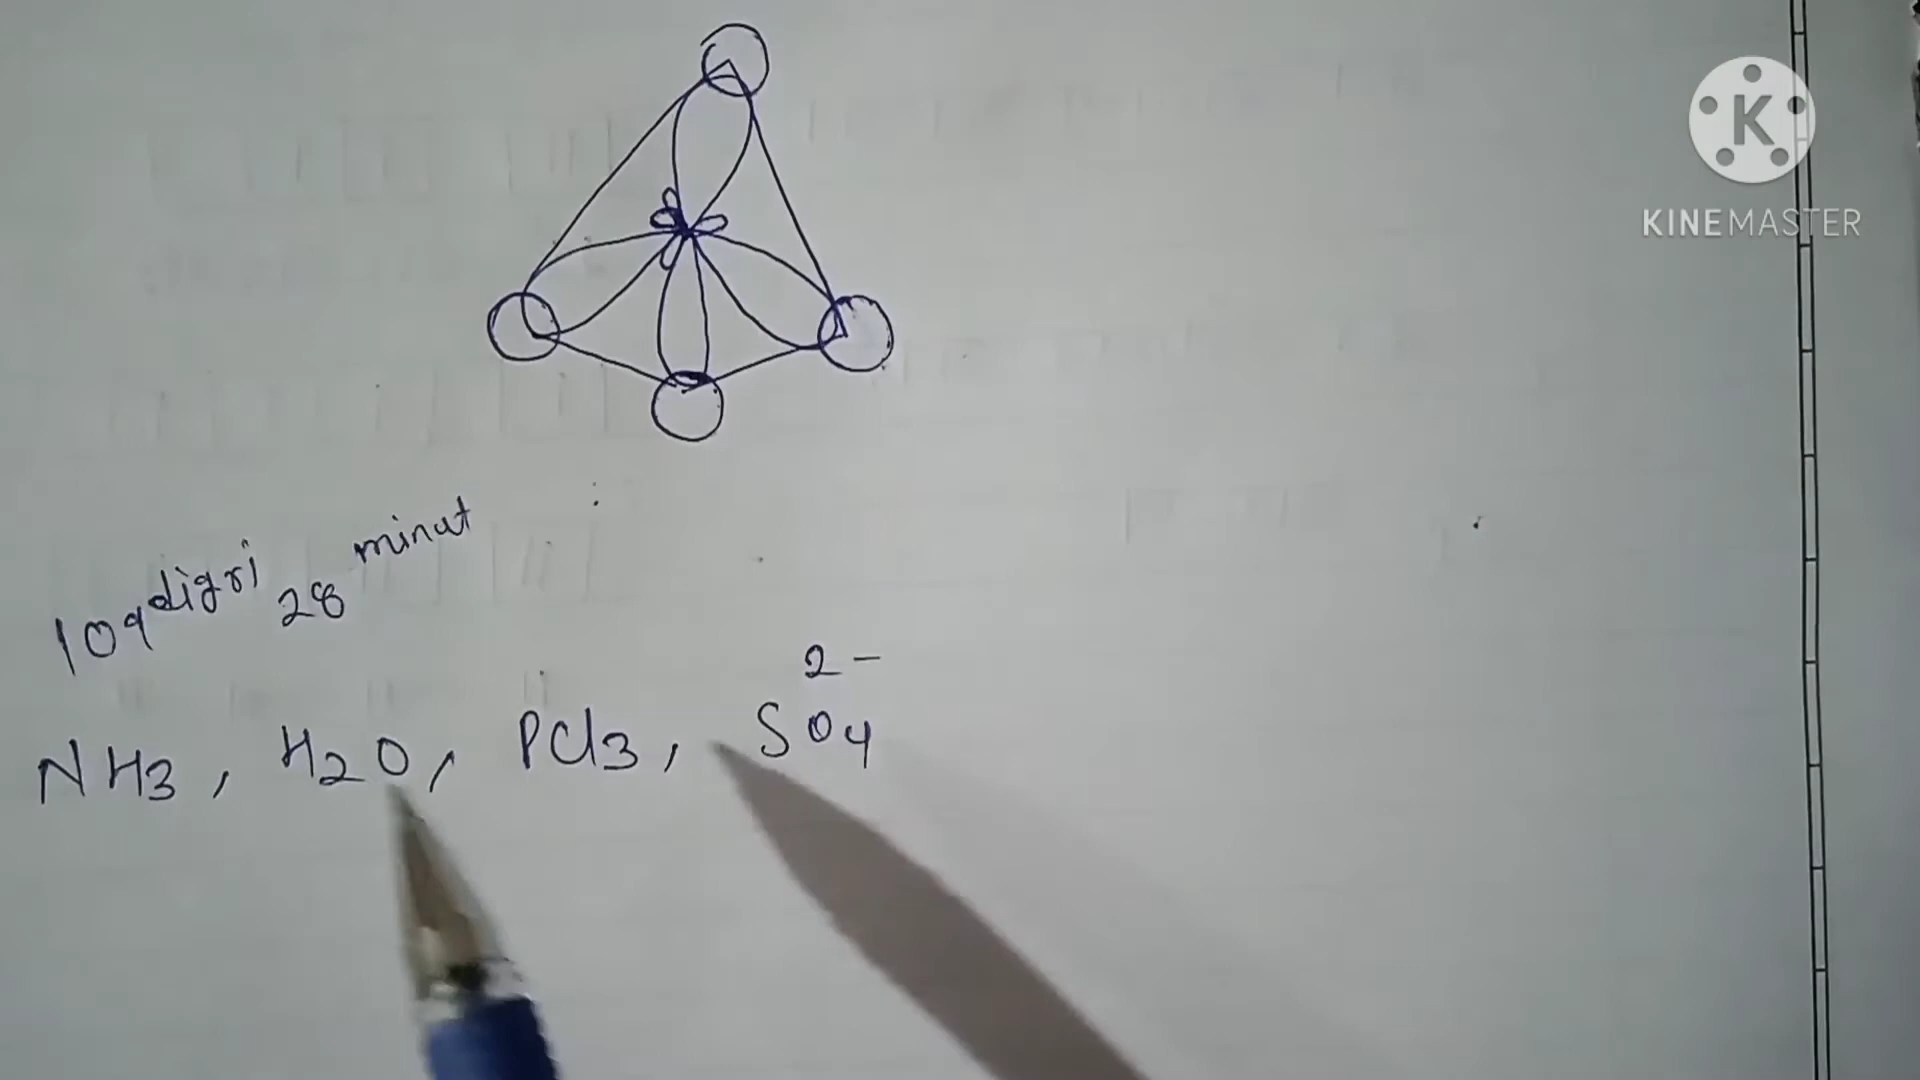 K
KINEMASTER
109 digri 28 minut
NH3, H2O, PCl3, SO4 2-